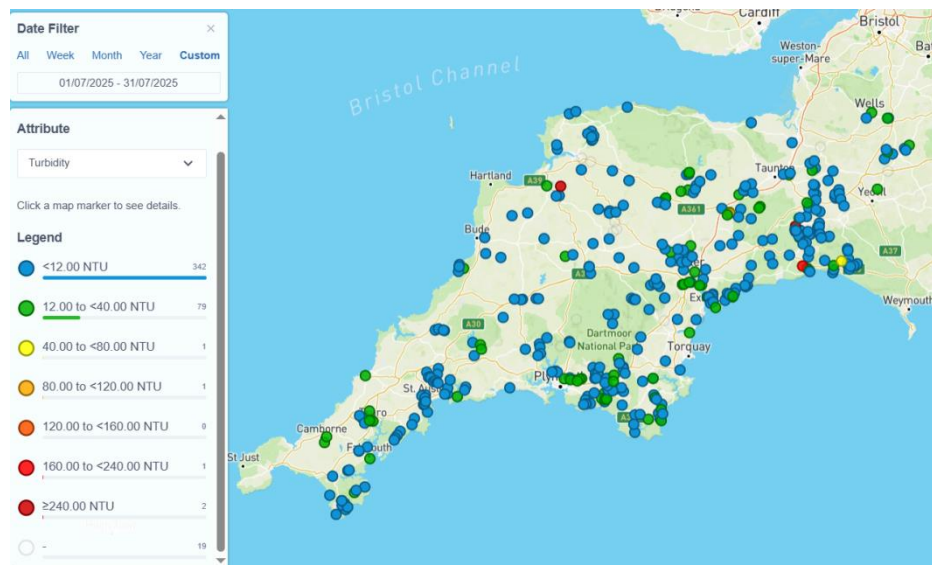 Date Filter ×
All Week Month Year Custom
01/07/2025 - 31/07/2025
Attribute
Turbidity
Click a map marker to see details.
Legend
<12.00 NTU 342
12.00 to <40.00 NTU 79
40.00 to <80.00 NTU 1
80.00 to <120.00 NTU 1
120.00 to <160.00 NTU 0
160.00 to <240.00 NTU 1
≥240.00 NTU 2
- 19
Cardiff
Bristol
Weston-
super-Mare
Bristol Channel
Wells
Hartland
A39
Taunton
Yeovil
A361
Bude
A37
Weymouth
A30
Dartmoor
National Park
Torquay
Camborne
St Just